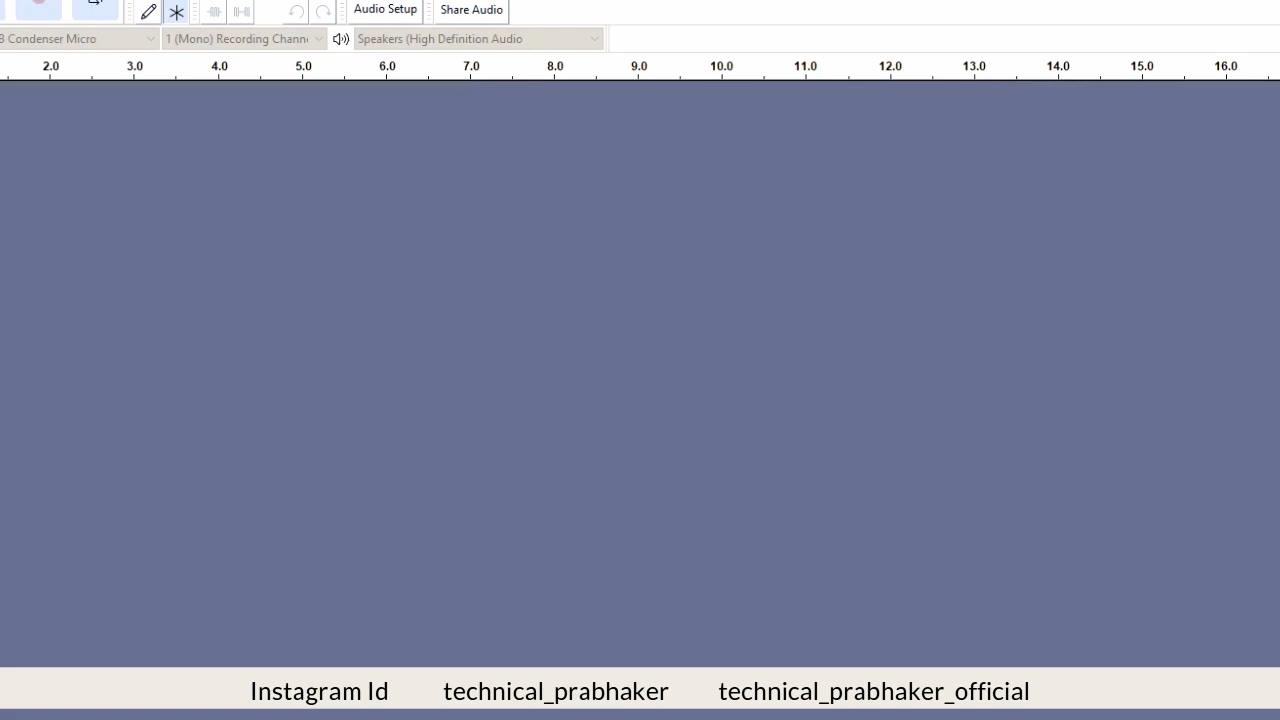 Audio Setup Share Audio
8 Condenser Micro 1 (Mono) Recording Chann Speakers (High Definition Audio
2.0 3.0 4.0 5.0 6.0 7.0 8.0 9.0 10.0 11.0 12.0 13.0 14.0 15.0 16.0
Instagram Id technical_prabhaker technical_prabhaker_official